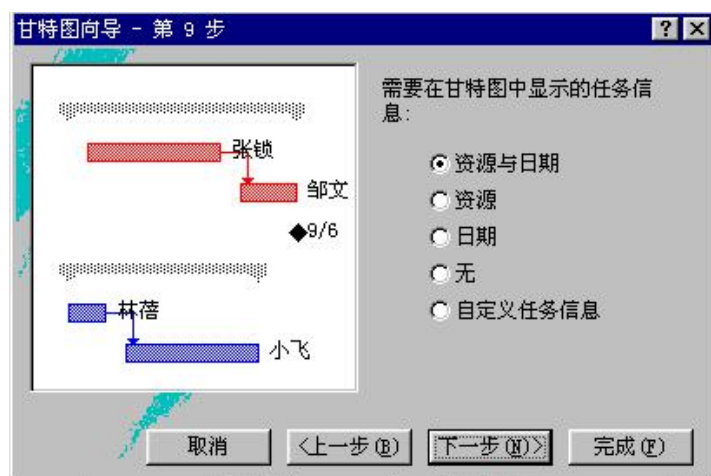 甘特图向导 - 第 9 步
需要在甘特图中显示的任务信
息:
张锁
邹文
9/6
林蓓
小飞
资源与日期
资源
日期
无
自定义任务信息
取消
<上一步(B)
下一步(N)>
完成(F)